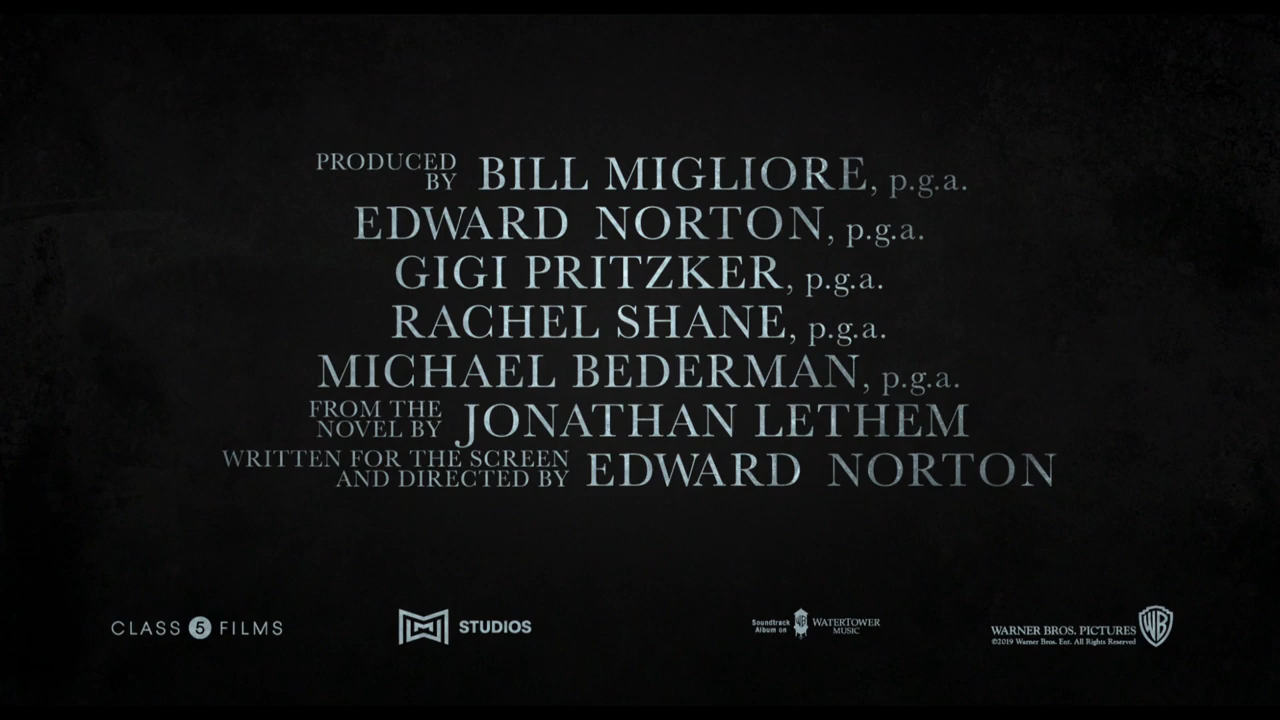 PRODUCED BY BILL MIGLIORE, p.g.a.
EDWARD NORTON, p.g.a.
GIGI PRITZKER, p.g.a.
RACHEL SHANE, p.g.a.
MICHAEL BEDERMAN, p.g.a.
FROM THE NOVEL BY JONATHAN LETHEM
WRITTEN FOR THE SCREEN AND DIRECTED BY EDWARD NORTON
CLASS 5 FILMS
MWM STUDIOS
Soundtrack Album on WATERTOWER MUSIC
WARNER BROS. PICTURES WB
©2019 Warner Bros. Ent. All Rights Reserved